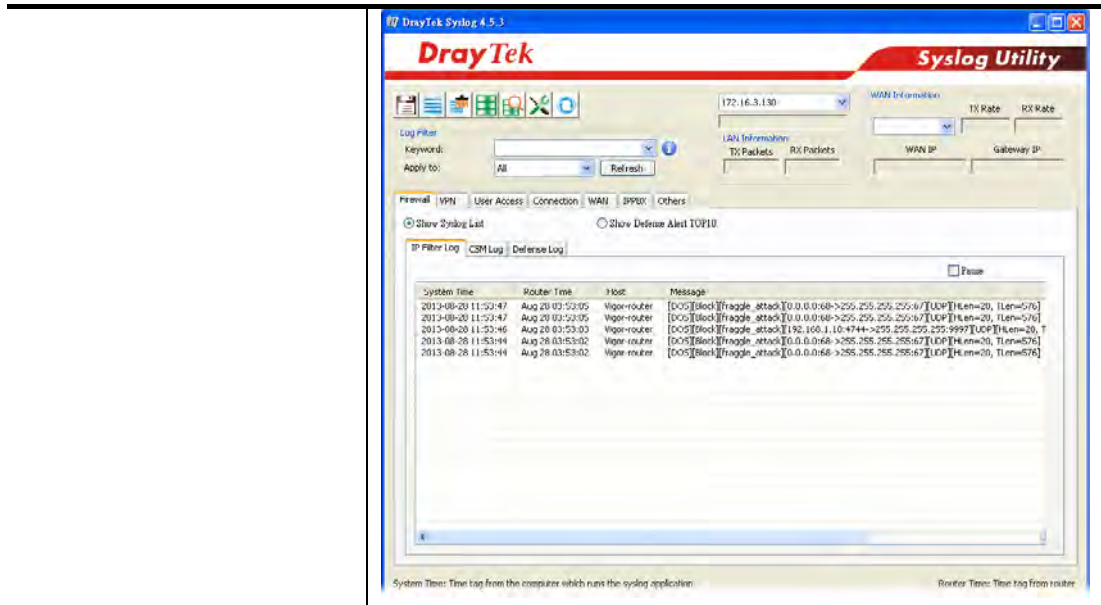 DrayTek Syslog 4.5.3
DrayTek
Syslog Utility
172.16.3.130
WAN Information
TX Rate RX Rate
Log Filter
Keyword:
LAN Information
TX Packets RX Packets
WAN IP Gateway IP
Apply to: All Refresh
Firewall VPN User Access Connection WAN IPPBX Others
Show Syslog List Show Defense Alert TOP10
IP Filter Log CSM Log Defense Log
Pause
System Time Router Time Host Message
2013-08-28 11:53:47 Aug 28 03:53:05 Vigor-router [DOS][Block][fraggle_attack][0.0.0.0:68->255.255.255.255:67][UDP][HLen=20, TLen=576]
2013-08-28 11:53:47 Aug 28 03:53:05 Vigor-router [DOS][Block][fraggle_attack][0.0.0.0:68->255.255.255.255:67][UDP][HLen=20, TLen=576]
2013-08-28 11:53:46 Aug 28 03:53:03 Vigor-router [DOS][Block][fraggle_attack][192.168.1.10:4744->255.255.255.255:9997][UDP][HLen=20, T
2013-08-28 11:53:44 Aug 28 03:53:02 Vigor-router [DOS][Block][fraggle_attack][0.0.0.0:68->255.255.255.255:67][UDP][HLen=20, TLen=576]
2013-08-28 11:53:44 Aug 28 03:53:02 Vigor-router [DOS][Block][fraggle_attack][0.0.0.0:68->255.255.255.255:67][UDP][HLen=20, TLen=576]
System Time: Time tag from the computer which runs the syslog application Router Time: Time tag from router